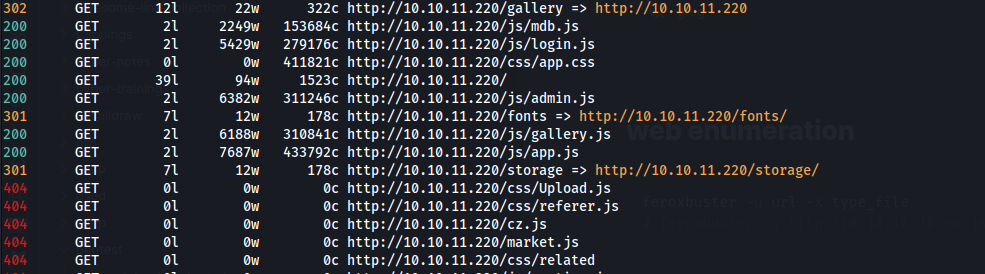 302 GET 12l 22w 322c http://10.10.11.220/gallery => http://10.10.11.220
200 GET 2l 2249w 153684c http://10.10.11.220/js/mdb.js
200 GET 2l 5429w 279176c http://10.10.11.220/js/login.js
200 GET 0l 0w 411821c http://10.10.11.220/css/app.css
200 GET 39l 94w 1523c http://10.10.11.220/
200 GET 2l 6382w 311246c http://10.10.11.220/js/admin.js
301 GET 7l 12w 178c http://10.10.11.220/fonts => http://10.10.11.220/fonts/
200 GET 2l 6188w 310841c http://10.10.11.220/js/gallery.js
web enumeration
200 GET 2l 7687w 433792c http://10.10.11.220/js/app.js
301 GET 7l 12w 178c http://10.10.11.220/storage => http://10.10.11.220/storage/
404 GET 0l 0w 0c http://10.10.11.220/css/Upload.js
404 GET 0l 0w 0c http://10.10.11.220/css/referer.js
404 GET 0l 0w 0c http://10.10.11.220/cz.js
404 GET 0l 0w 0c http://10.10.11.220/market.js
404 GET 0l 0w 0c http://10.10.11.220/css/related